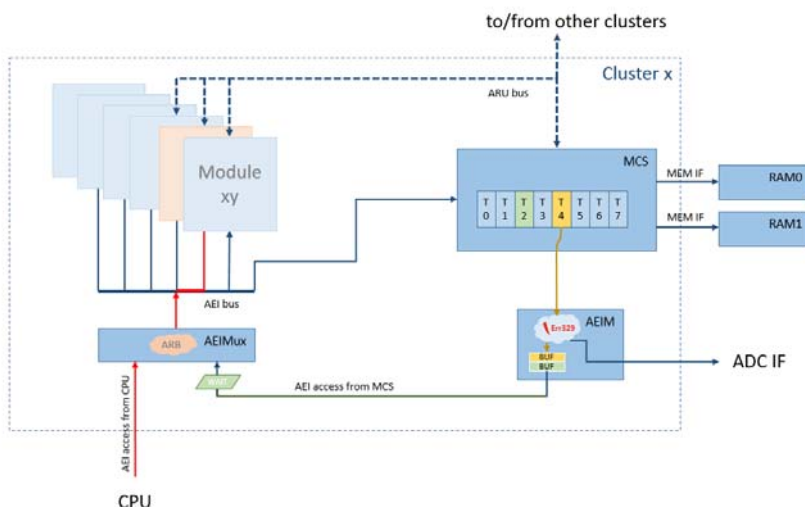 to/from other clusters
Cluster x
ARU bus
Module
xy
MCS
T T T T T T T T
0 1 2 3 4 5 6 7
MEM IF
RAM0
MEM IF
RAM1
AEI bus
AEIMux
ARB
AEIM
Err329
BUF
BUF
ADC IF
WAIT
AEI access from MCS
AEI access from CPU
CPU